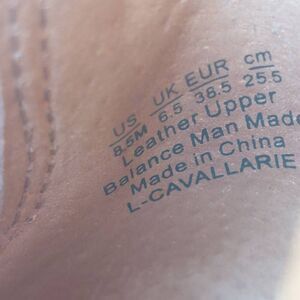 US UK EUR cm
8.5M 6.5 38.5 25.5
Leather Upper
Balance Man Made
Made in China
L-CAVALLARIE